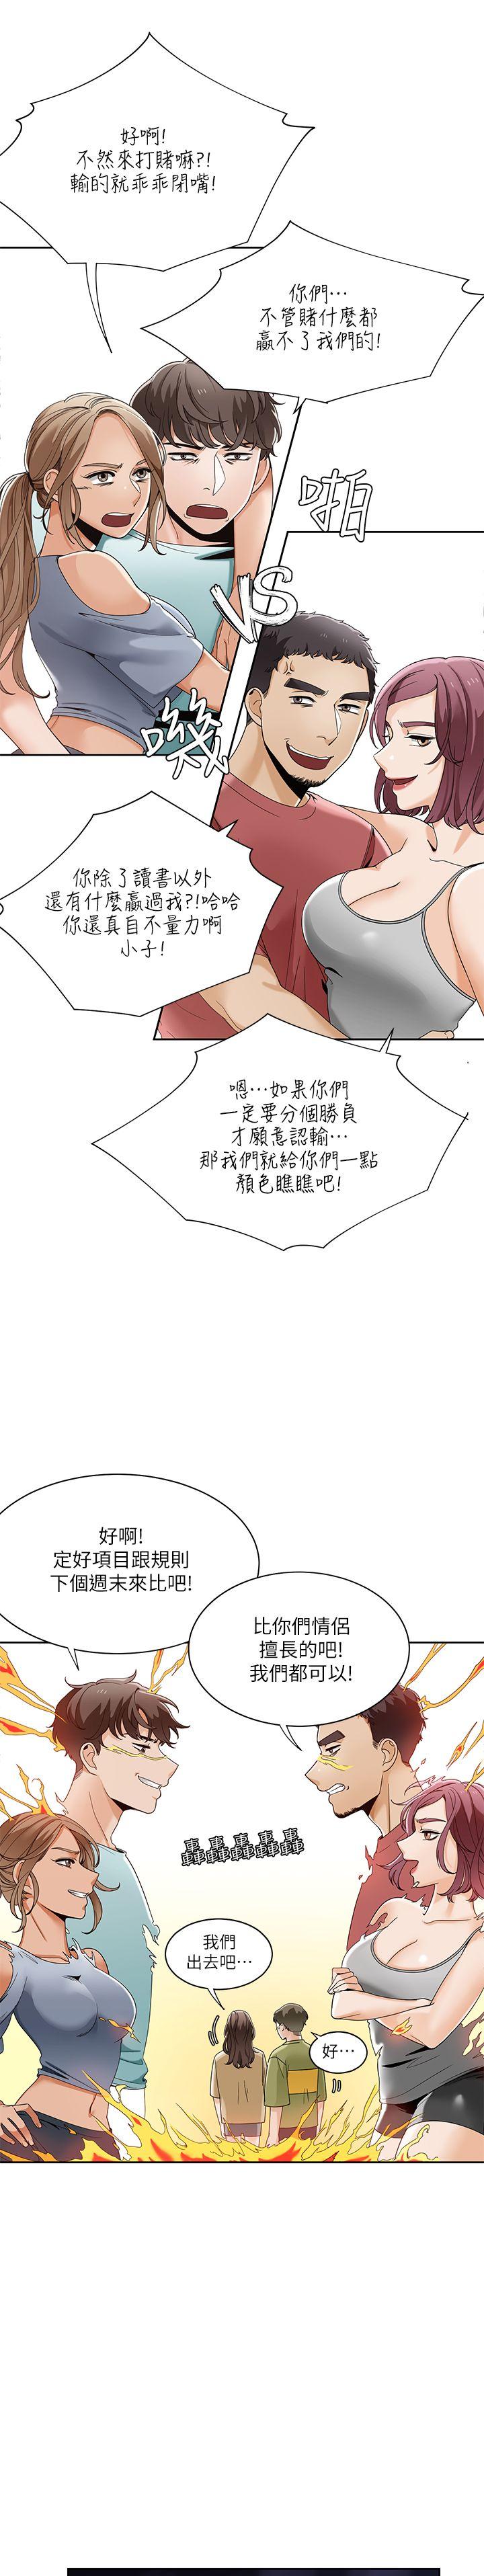 好啊!
不然來打賭嘛?!
輸的就乖乖閉嘴!
你們…
不管賭什麼都
贏不了我們的!
啪
VS
嘰
你除了讀書以外
還有什麼贏過我?!哈哈
你還真自不量力啊
小子!
嗯…如果你們
一定要分個勝負
才願意認輸…
那我們就給你們一點
顏色瞧瞧吧!
好啊!
定好項目跟規則
下個週末來比吧!
比你們情侶
擅長的吧!
我們都可以!
轟轟轟轟轟
我們
出去吧…
好…